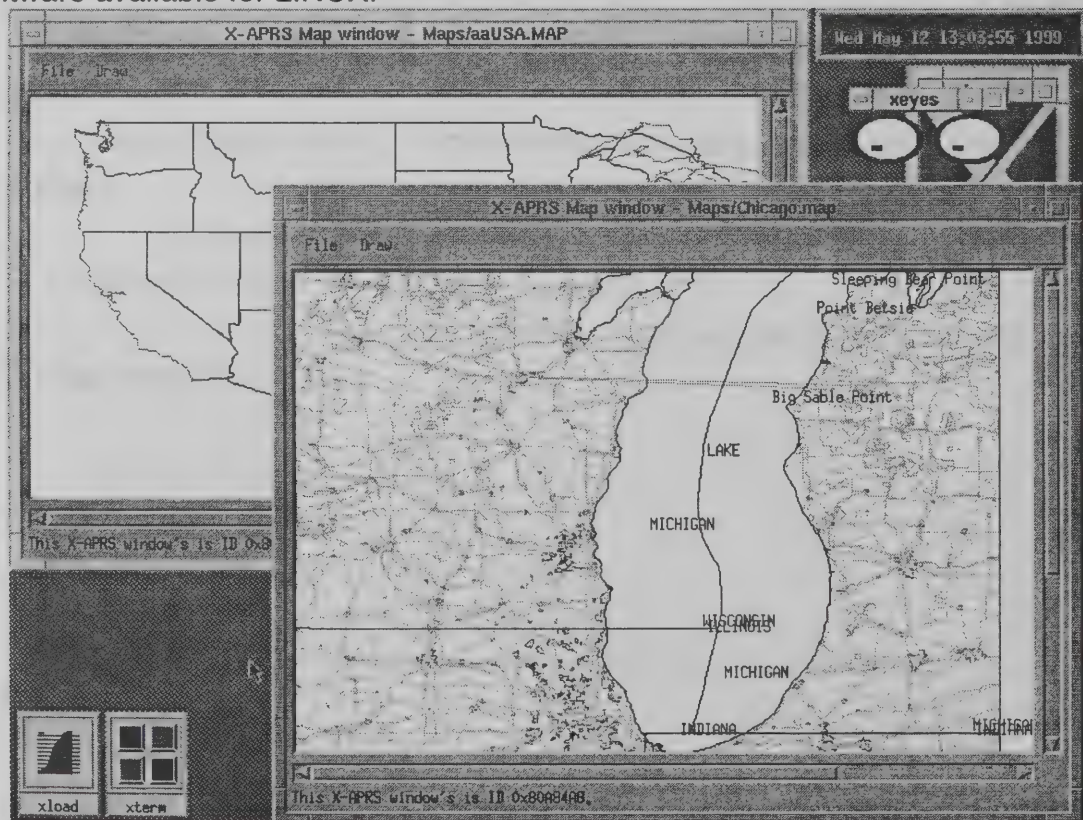 X-APRS Map window - Maps/aaUSA.MAP
Wed May 12 13:03:55 1999
File Draw
xeyes
X-APRS Map window - Maps/Chicago.map
File Draw
Sleeping Bear Point
Point Betsie
Big Sable Point
LAKE
MICHIGAN
This X-APRS window's is ID
WISCONSIN
ILLINOIS
MICHIGAN
INDIANA
MICHIGAN
INDIANA
xload
xterm
This X-APRS window's is ID 0x80A84A8.